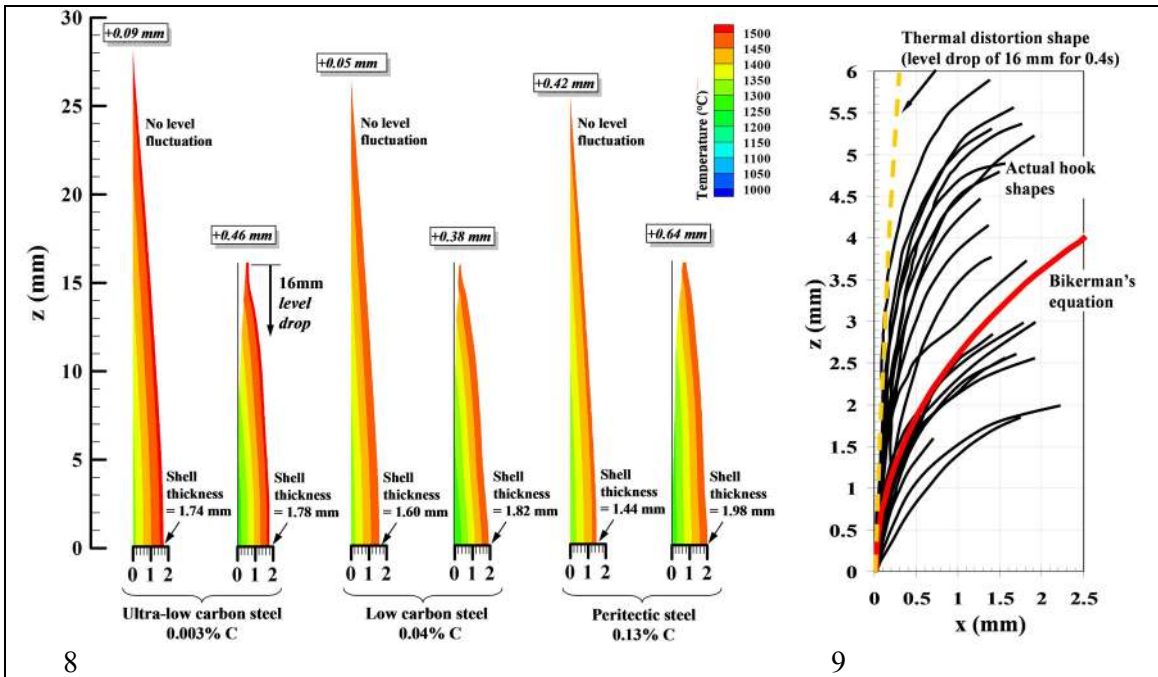 30
25
20
15
10
5
0
z (mm)
+0.09 mm
+0.05 mm
+0.42 mm
No level
fluctuation
No level
fluctuation
No level
fluctuation
+0.46 mm
+0.38 mm
+0.64 mm
16mm
level
drop
Temperature (°C)
1500
1450
1400
1350
1300
1250
1200
1150
1100
1050
1000
Shell
thickness
= 1.74 mm
Shell
thickness
= 1.78 mm
Shell
thickness
= 1.60 mm
Shell
thickness
= 1.82 mm
Shell
thickness
= 1.44 mm
Shell
thickness
= 1.98 mm
0 1 2
0 1 2
0 1 2
0 1 2
0 1 2
0 1 2
Ultra-low carbon steel
0.003% C
Low carbon steel
0.04% C
Peritectic steel
0.13% C
8
Thermal distortion shape
(level drop of 16 mm for 0.4s)
6
5.5
5
4.5
4
3.5
3
2.5
2
1.5
1
0.5
0
z (mm)
Actual hook
shapes
Bikerman's
equation
0 0.5 1 1.5 2 2.5
x (mm)
9